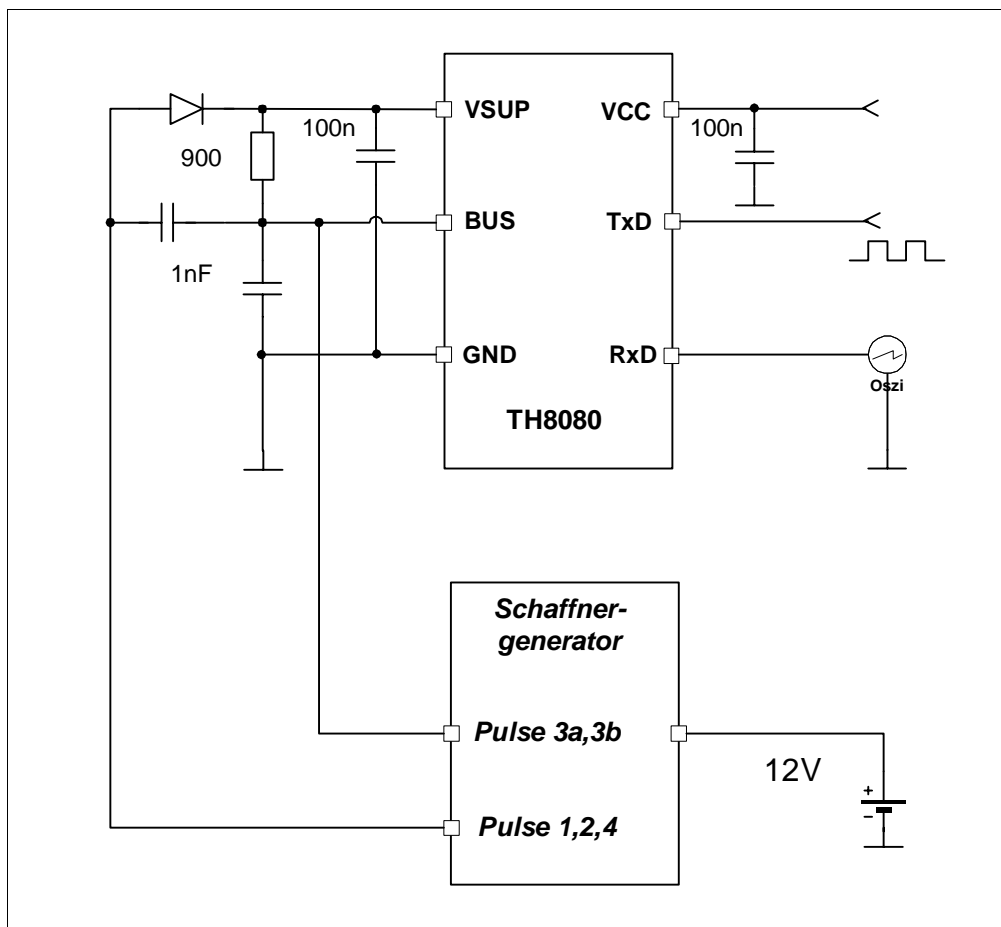 VSUP
VCC
100n
100n
900
BUS
TxD
1nF
GND
RxD
Oszi
TH8080
Schaffner-
generator
Pulse 3a,3b
12V
+
−
Pulse 1,2,4